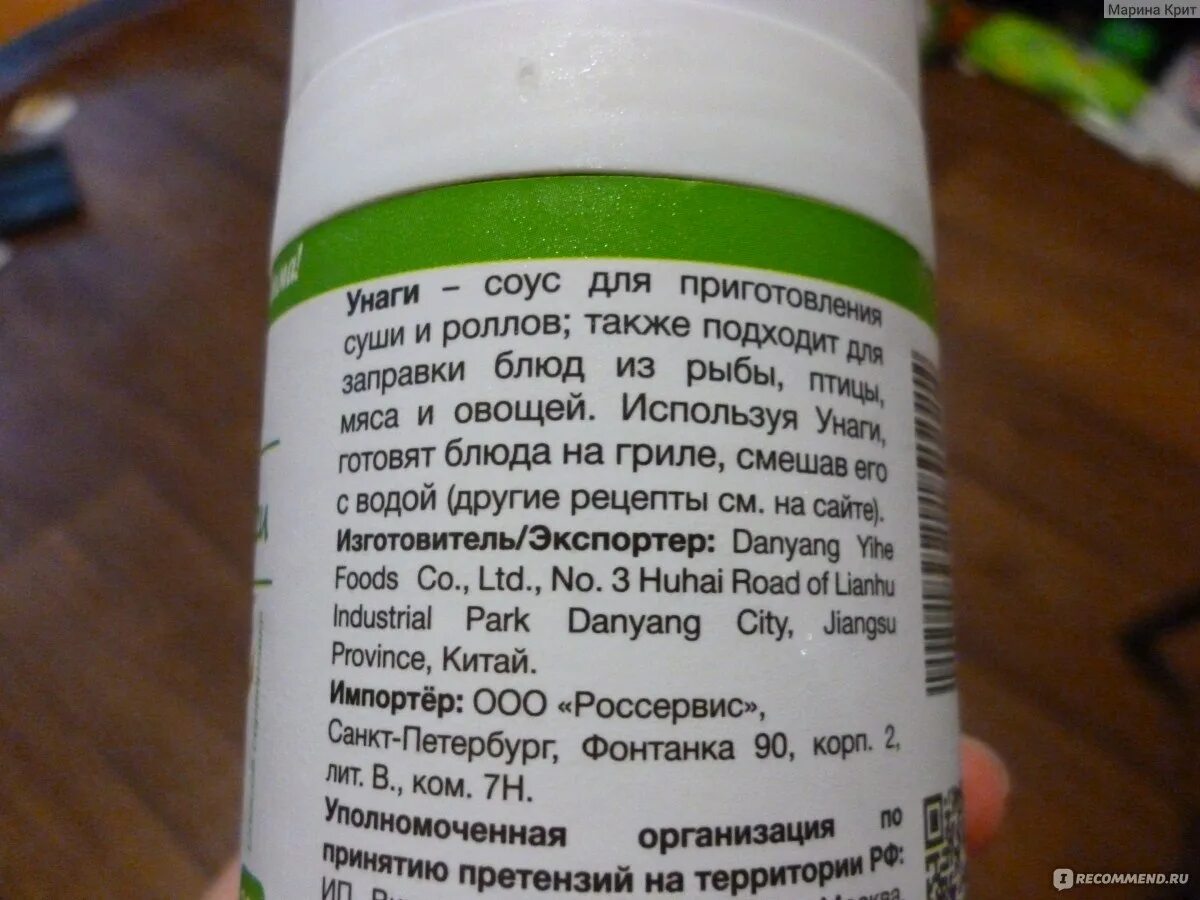 Марина Крит
Унаги – соус для приготовления
суши и роллов; также подходит для
заправки блюд из рыбы, птицы,
мяса и овощей. Используя Унаги,
готовят блюда на гриле, смешав его
с водой (другие рецепты см. на сайте).
Изготовитель/Экспортер: Danyang Yihe
Foods Co., Ltd., No. 3 Huhai Road of Lianhu
Industrial Park Danyang City, Jiangsu
Province, Китай.
Импортёр: ООО «Россервис»,
Санкт-Петербург, Фонтанка 90, корп. 2,
лит. В., ком. 7Н.
Уполномоченная организация по
принятию претензий на территории РФ:
ИП
IRECOMMEND.RU